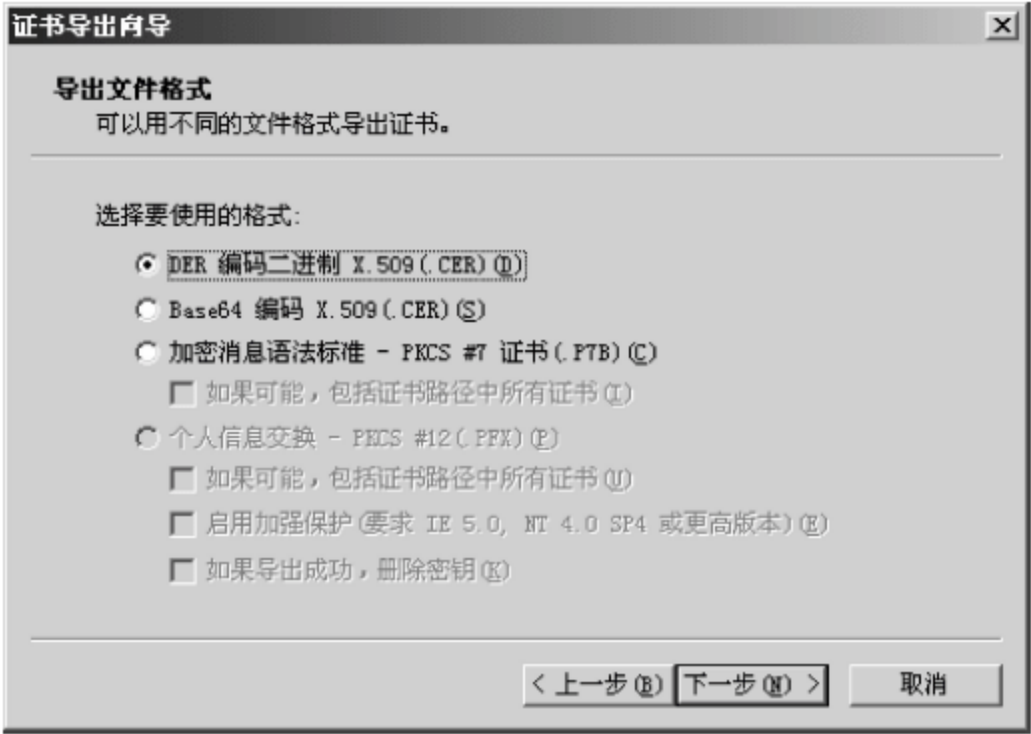 证书导出向导
导出文件格式
可以用不同的文件格式导出证书。
选择要使用的格式:
DER 编码二进制 X.509(.CER)(D)
Base64 编码 X.509(.CER)(S)
加密消息语法标准 - PKCS #7 证书(.P7B)(C)
如果可能，包括证书路径中所有证书(I)
个人信息交换 - PKCS #12(.PFX)(P)
如果可能，包括证书路径中所有证书(U)
启用加强保护(要求 IE 5.0, NT 4.0 SP4 或更高版本)(E)
如果导出成功，删除密钥(K)
< 上一步(B) 下一步(N) > 取消